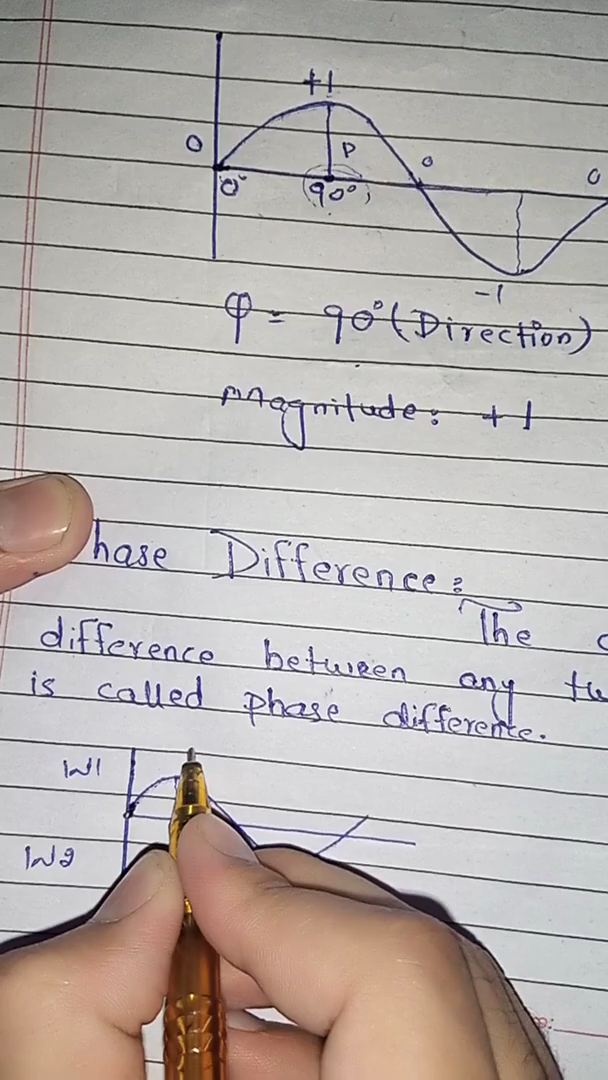 +1
0
P
0
0
0°
90°
-1
φ = 90° (Direction)
Magnitude: +1
hase Difference:
The
difference between any
is called phase difference.
W1
W2